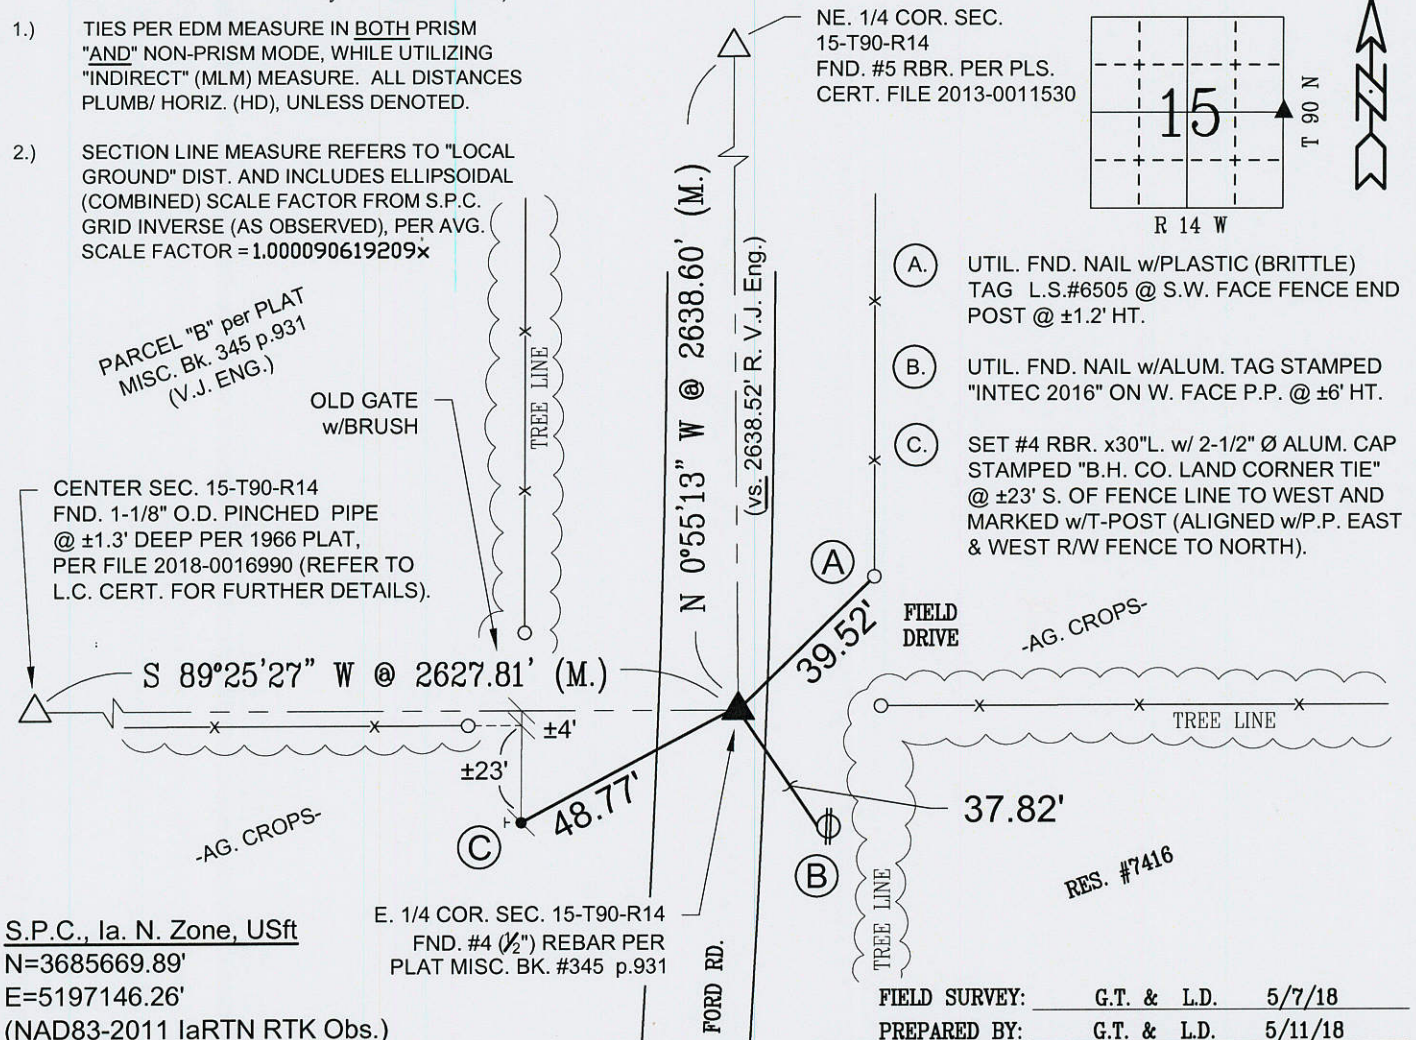 1.) TIES PER EDM MEASURE IN BOTH PRISM
"AND" NON-PRISM MODE, WHILE UTILIZING
"INDIRECT" (MLM) MEASURE. ALL DISTANCES
PLUMB/ HORIZ. (HD), UNLESS DENOTED.
2.) SECTION LINE MEASURE REFERS TO "LOCAL
GROUND" DIST. AND INCLUDES ELLIPSOIDAL
(COMBINED) SCALE FACTOR FROM S.P.C.
GRID INVERSE (AS OBSERVED), PER AVG.
SCALE FACTOR = 1.000090619209x
NE. 1/4 COR. SEC.
15-T90-R14
FND. #5 RBR. PER PLS.
CERT. FILE 2013-0011530
15
T 90 N
R 14 W
N
PARCEL "B" per PLAT
MISC. Bk. 345 p.931
(V.J. ENG.)
OLD GATE
w/BRUSH
TREE LINE
N 0°55'13" W @ 2638.60' (M.)
(vs. 2638.52' R. V.J. Eng.)
A. UTIL. FND. NAIL w/PLASTIC (BRITTLE)
TAG L.S.#6505 @ S.W. FACE FENCE END
POST @ ±1.2' HT.
B. UTIL. FND. NAIL w/ALUM. TAG STAMPED
"INTEC 2016" ON W. FACE P.P. @ ±6' HT.
C. SET #4 RBR. x30"L. w/ 2-1/2" Ø ALUM. CAP
STAMPED "B.H. CO. LAND CORNER TIE"
@ ±23' S. OF FENCE LINE TO WEST AND
MARKED w/T-POST (ALIGNED w/P.P. EAST
& WEST R/W FENCE TO NORTH).
CENTER SEC. 15-T90-R14
FND. 1-1/8" O.D. PINCHED PIPE
@ ±1.3' DEEP PER 1966 PLAT,
PER FILE 2018-0016990 (REFER TO
L.C. CERT. FOR FURTHER DETAILS).
A
39.52'
FIELD
DRIVE
-AG. CROPS-
S 89°25'27" W @ 2627.81' (M.)
TREE LINE
±4'
±23'
48.77'
C
37.82'
B
-AG. CROPS-
TREE LINE
RES. #7416
E. 1/4 COR. SEC. 15-T90-R14
FND. #4 (1/2") REBAR PER
PLAT MISC. BK. #345 p.931
FORD RD.
S.P.C., Ia. N. Zone, USft
N=3685669.89'
E=5197146.26'
(NAD83-2011 IaRTN RTK Obs.)
FIELD SURVEY: G.T. & L.D. 5/7/18
PREPARED BY: G.T. & L.D. 5/11/18